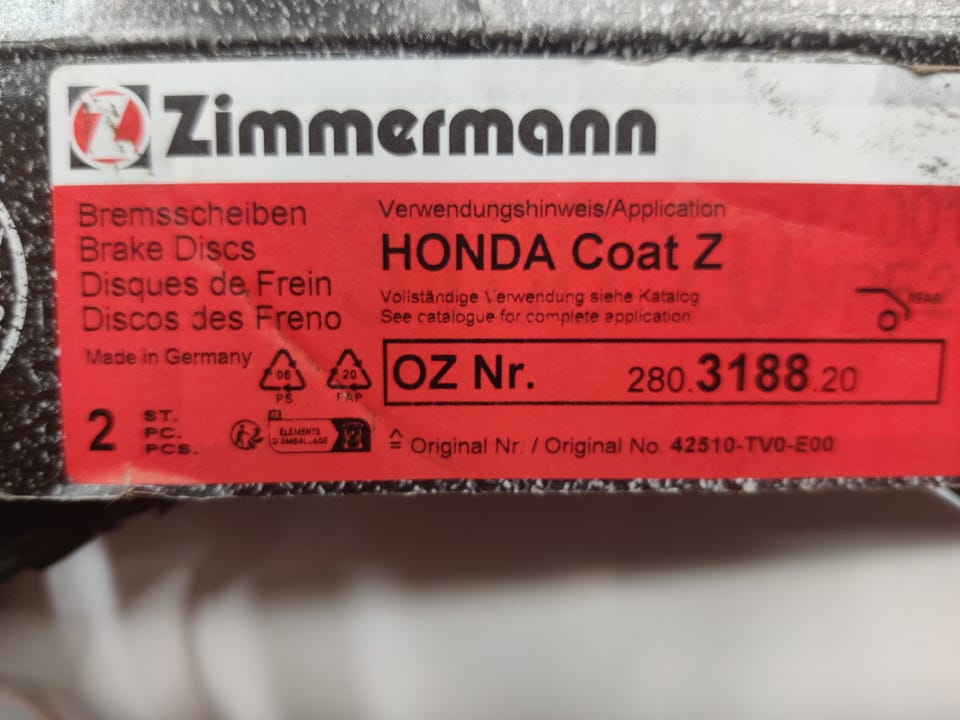 Zimmermann
Bremsscheiben
Brake Discs
Disques de Frein
Discos des Freno
Made in Germany
06
PS
20
PAP
2 ST.
PC.
PCS.
FR
ÉLÉMENTS
D'EMBALLAGE
Verwendungshinweis/Application
HONDA Coat Z
Vollständige Verwendung siehe Katalog
See catalogue for complete application
REAR
OZ Nr. 280.3188.20
≙ Original Nr. / Original No. 42510-TV0-E00